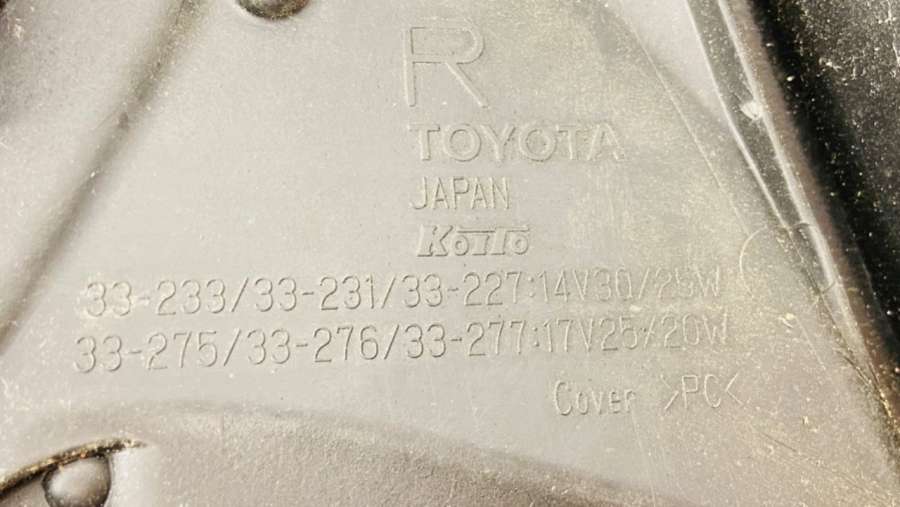 R
TOYOTA
JAPAN
KOITO
33-233/33-231/33-227:14V30/25W
33-275/33-276/33-277:17V25/20W
Cover >PC<